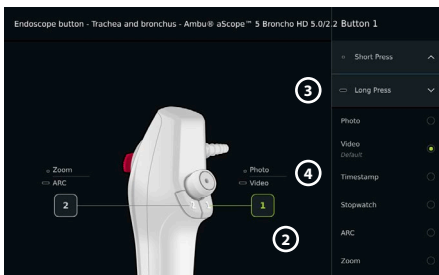 Endoscope button - Trachea and bronchus - Ambu® aScope™ 5 Broncho HD 5.0/2.2 Button 1
Short Press
3
Long Press
Photo
Video
Default
4
Zoom
Photo
ARC
Video
Timestamp
2
1
Stopwatch
2
ARC
Zoom